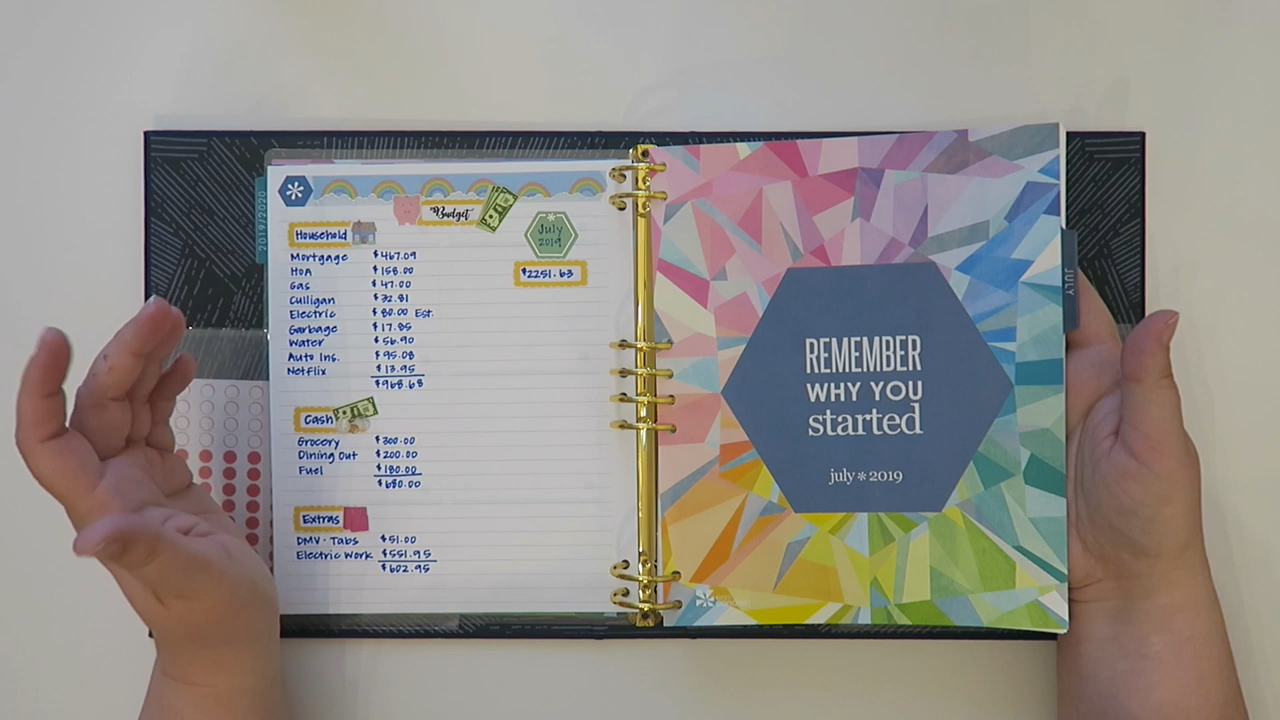 2019/2020
Budget
July
2019
$2251.63
Household
Mortgage $467.09
HOA $158.00
Gas $47.00
Culligan $32.81
Electric $80.00 Est.
Garbage $17.85
Water $56.90
Auto Ins. $95.08
Netflix $13.95
$968.68
Cash
Grocery $300.00
Dining Out $200.00
Fuel $180.00
$680.00
Extras
DMV - Tabs $51.00
Electric Work $551.95
$602.95
REMEMBER
WHY YOU
started
july * 2019
JULY